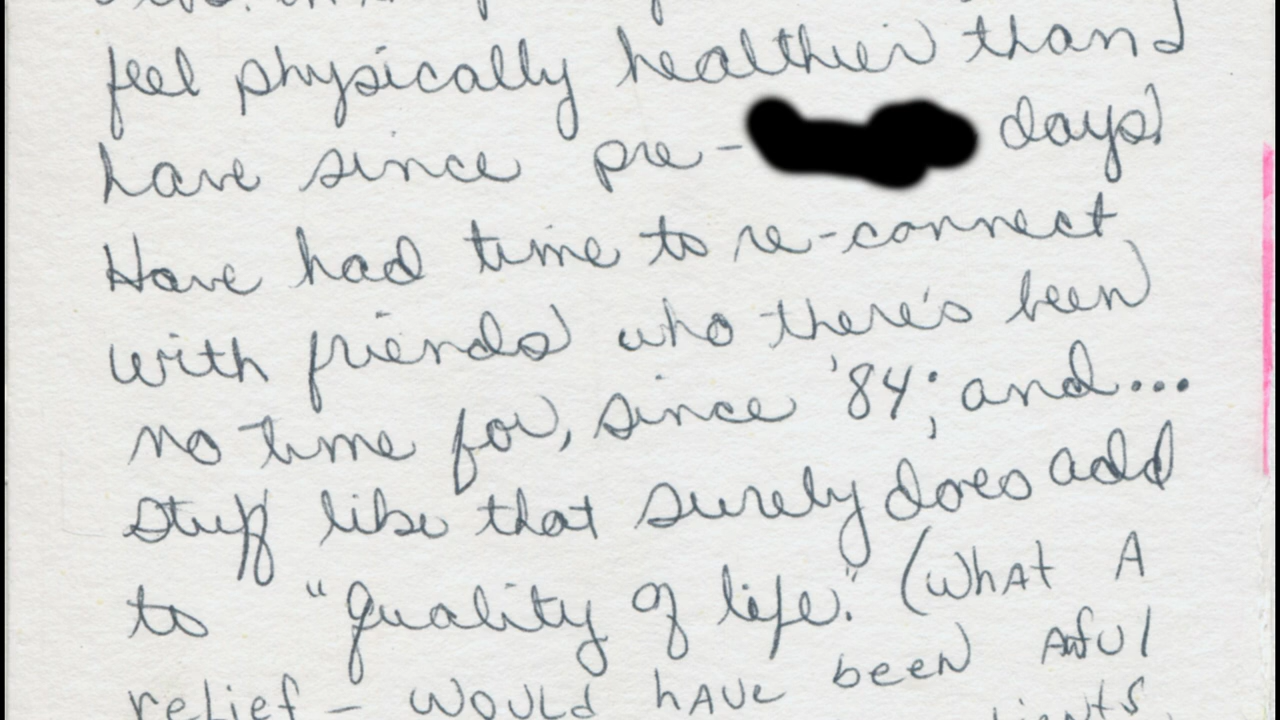 feel physically healthier than I
have since pre- days!
Have had time to re-connect
with friends who there's been
no time for, since '84; and...
stuff like that surely does add
to "quality of life." (What A
relief – would have been awful